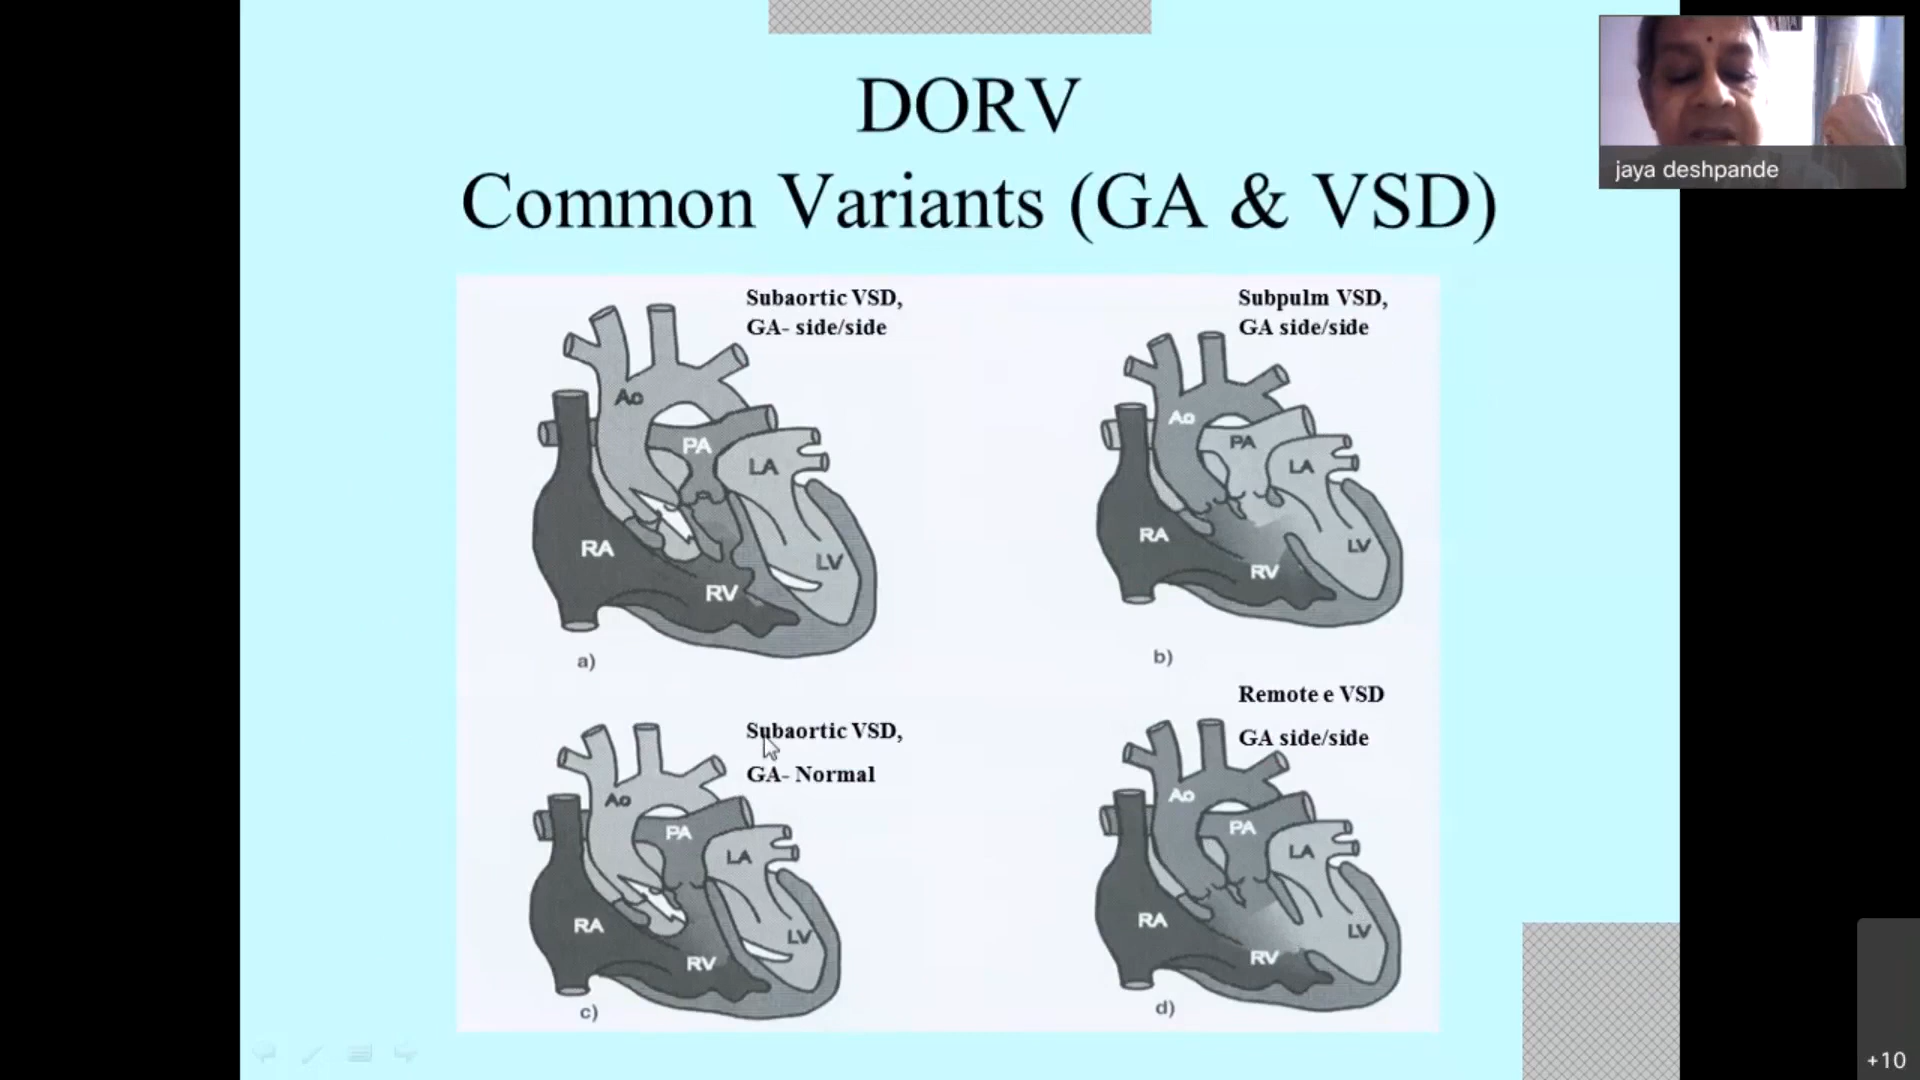 DORV
Common Variants (GA & VSD)
jaya deshpande
Subaortic VSD,
GA- side/side
Ao
PA
LA
RA
LV
RV
a)
Subpulm VSD,
GA side/side
Ao
PA
LA
RA
LV
RV
b)
Subaortic VSD,
GA- Normal
Ao
PA
LA
RA
LV
RV
c)
Remote e VSD
GA side/side
Ao
PA
LA
RA
LV
RV
d)
+10